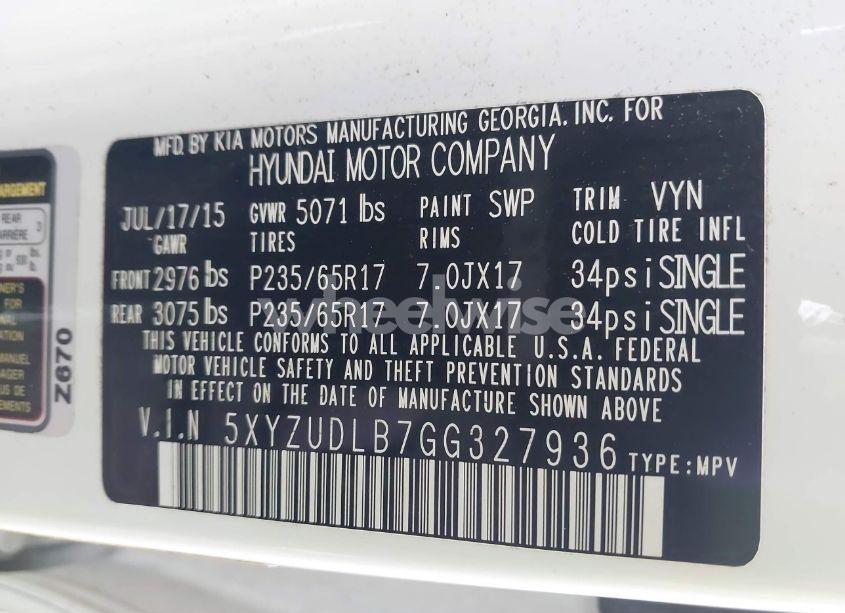 MFD. BY KIA MOTORS MANUFACTURING GEORGIA, INC. FOR
HYUNDAI MOTOR COMPANY
JUL/17/15 GVWR 5071 lbs PAINT SWP TRIM VYN
GAWR TIRES RIMS COLD TIRE INFL
FRONT 2976 lbs P235/65R17 7.0JX17 34psi SINGLE
REAR 3075 lbs P235/65R17 7.0JX17 34psi SINGLE
THIS VEHICLE CONFORMS TO ALL APPLICABLE U.S.A. FEDERAL
MOTOR VEHICLE SAFETY AND THEFT PREVENTION STANDARDS
IN EFFECT ON THE DATE OF MANUFACTURE SHOWN ABOVE
V.I.N 5XYZUDLB7GG327936 TYPE:MPV
wheelwise
Z670
REAR